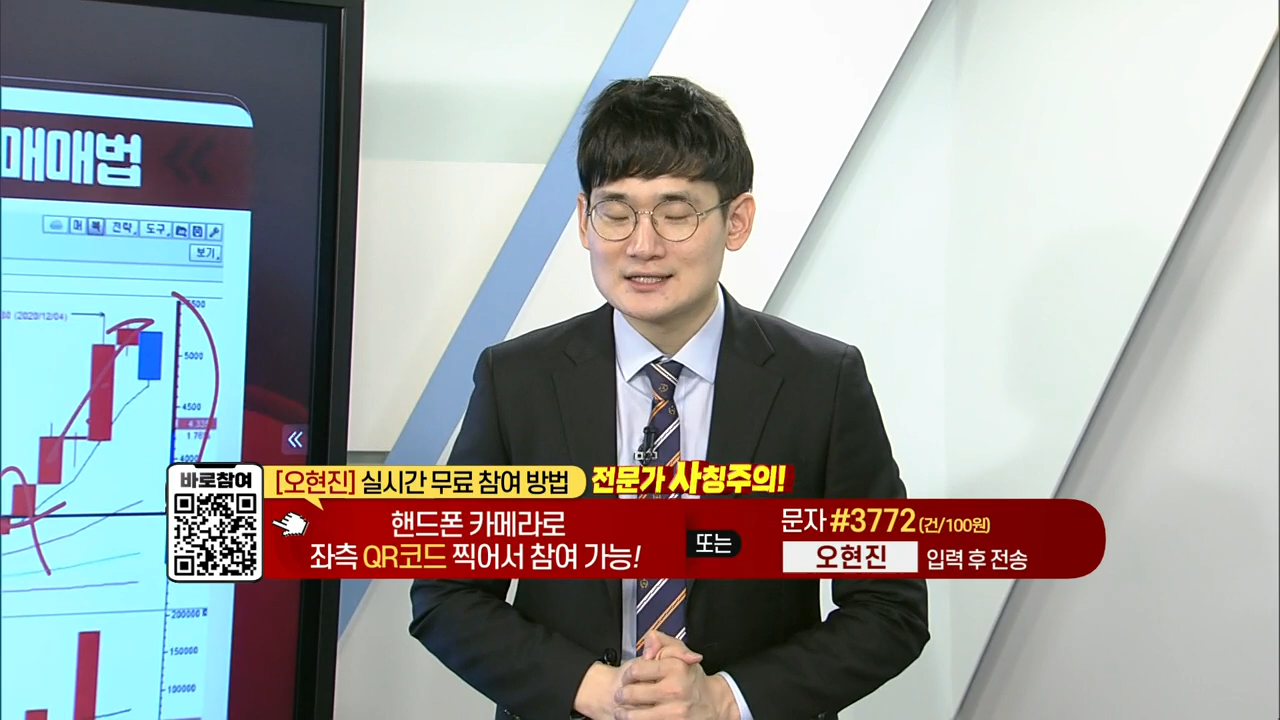 매매법
전략
도구
보기
(2020/12/04)
5000
4500
4000
200000
150000
100000
바로참여
[오현진] 실시간 무료 참여 방법
전문가 사칭주의!
핸드폰 카메라로
좌측 QR코드 찍어서 참여 가능!
또는
문자 #3772 (건/100원)
오현진 입력 후 전송